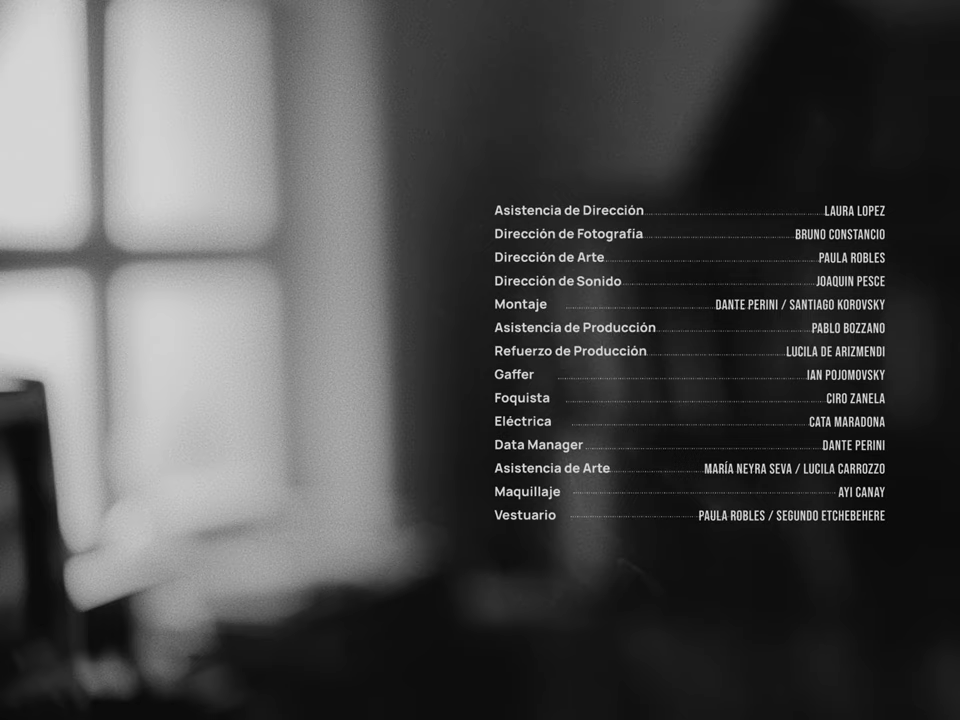 Asistencia de Dirección LAURA LOPEZ
Dirección de Fotografía BRUNO CONSTANCIO
Dirección de Arte PAULA ROBLES
Dirección de Sonido JOAQUIN PESCE
Montaje DANTE PERINI / SANTIAGO KOROVSKY
Asistencia de Producción PABLO BOZZANO
Refuerzo de Producción LUCILA DE ARIZMENDI
Gaffer IAN POJOMOVSKY
Foquista CIRO ZANELA
Eléctrica CATA MARADONA
Data Manager DANTE PERINI
Asistencia de Arte MARÍA NEYRA SEVA / LUCILA CARROZZO
Maquillaje AYI CANAY
Vestuario PAULA ROBLES / SEGUNDO ETCHEBEHERE